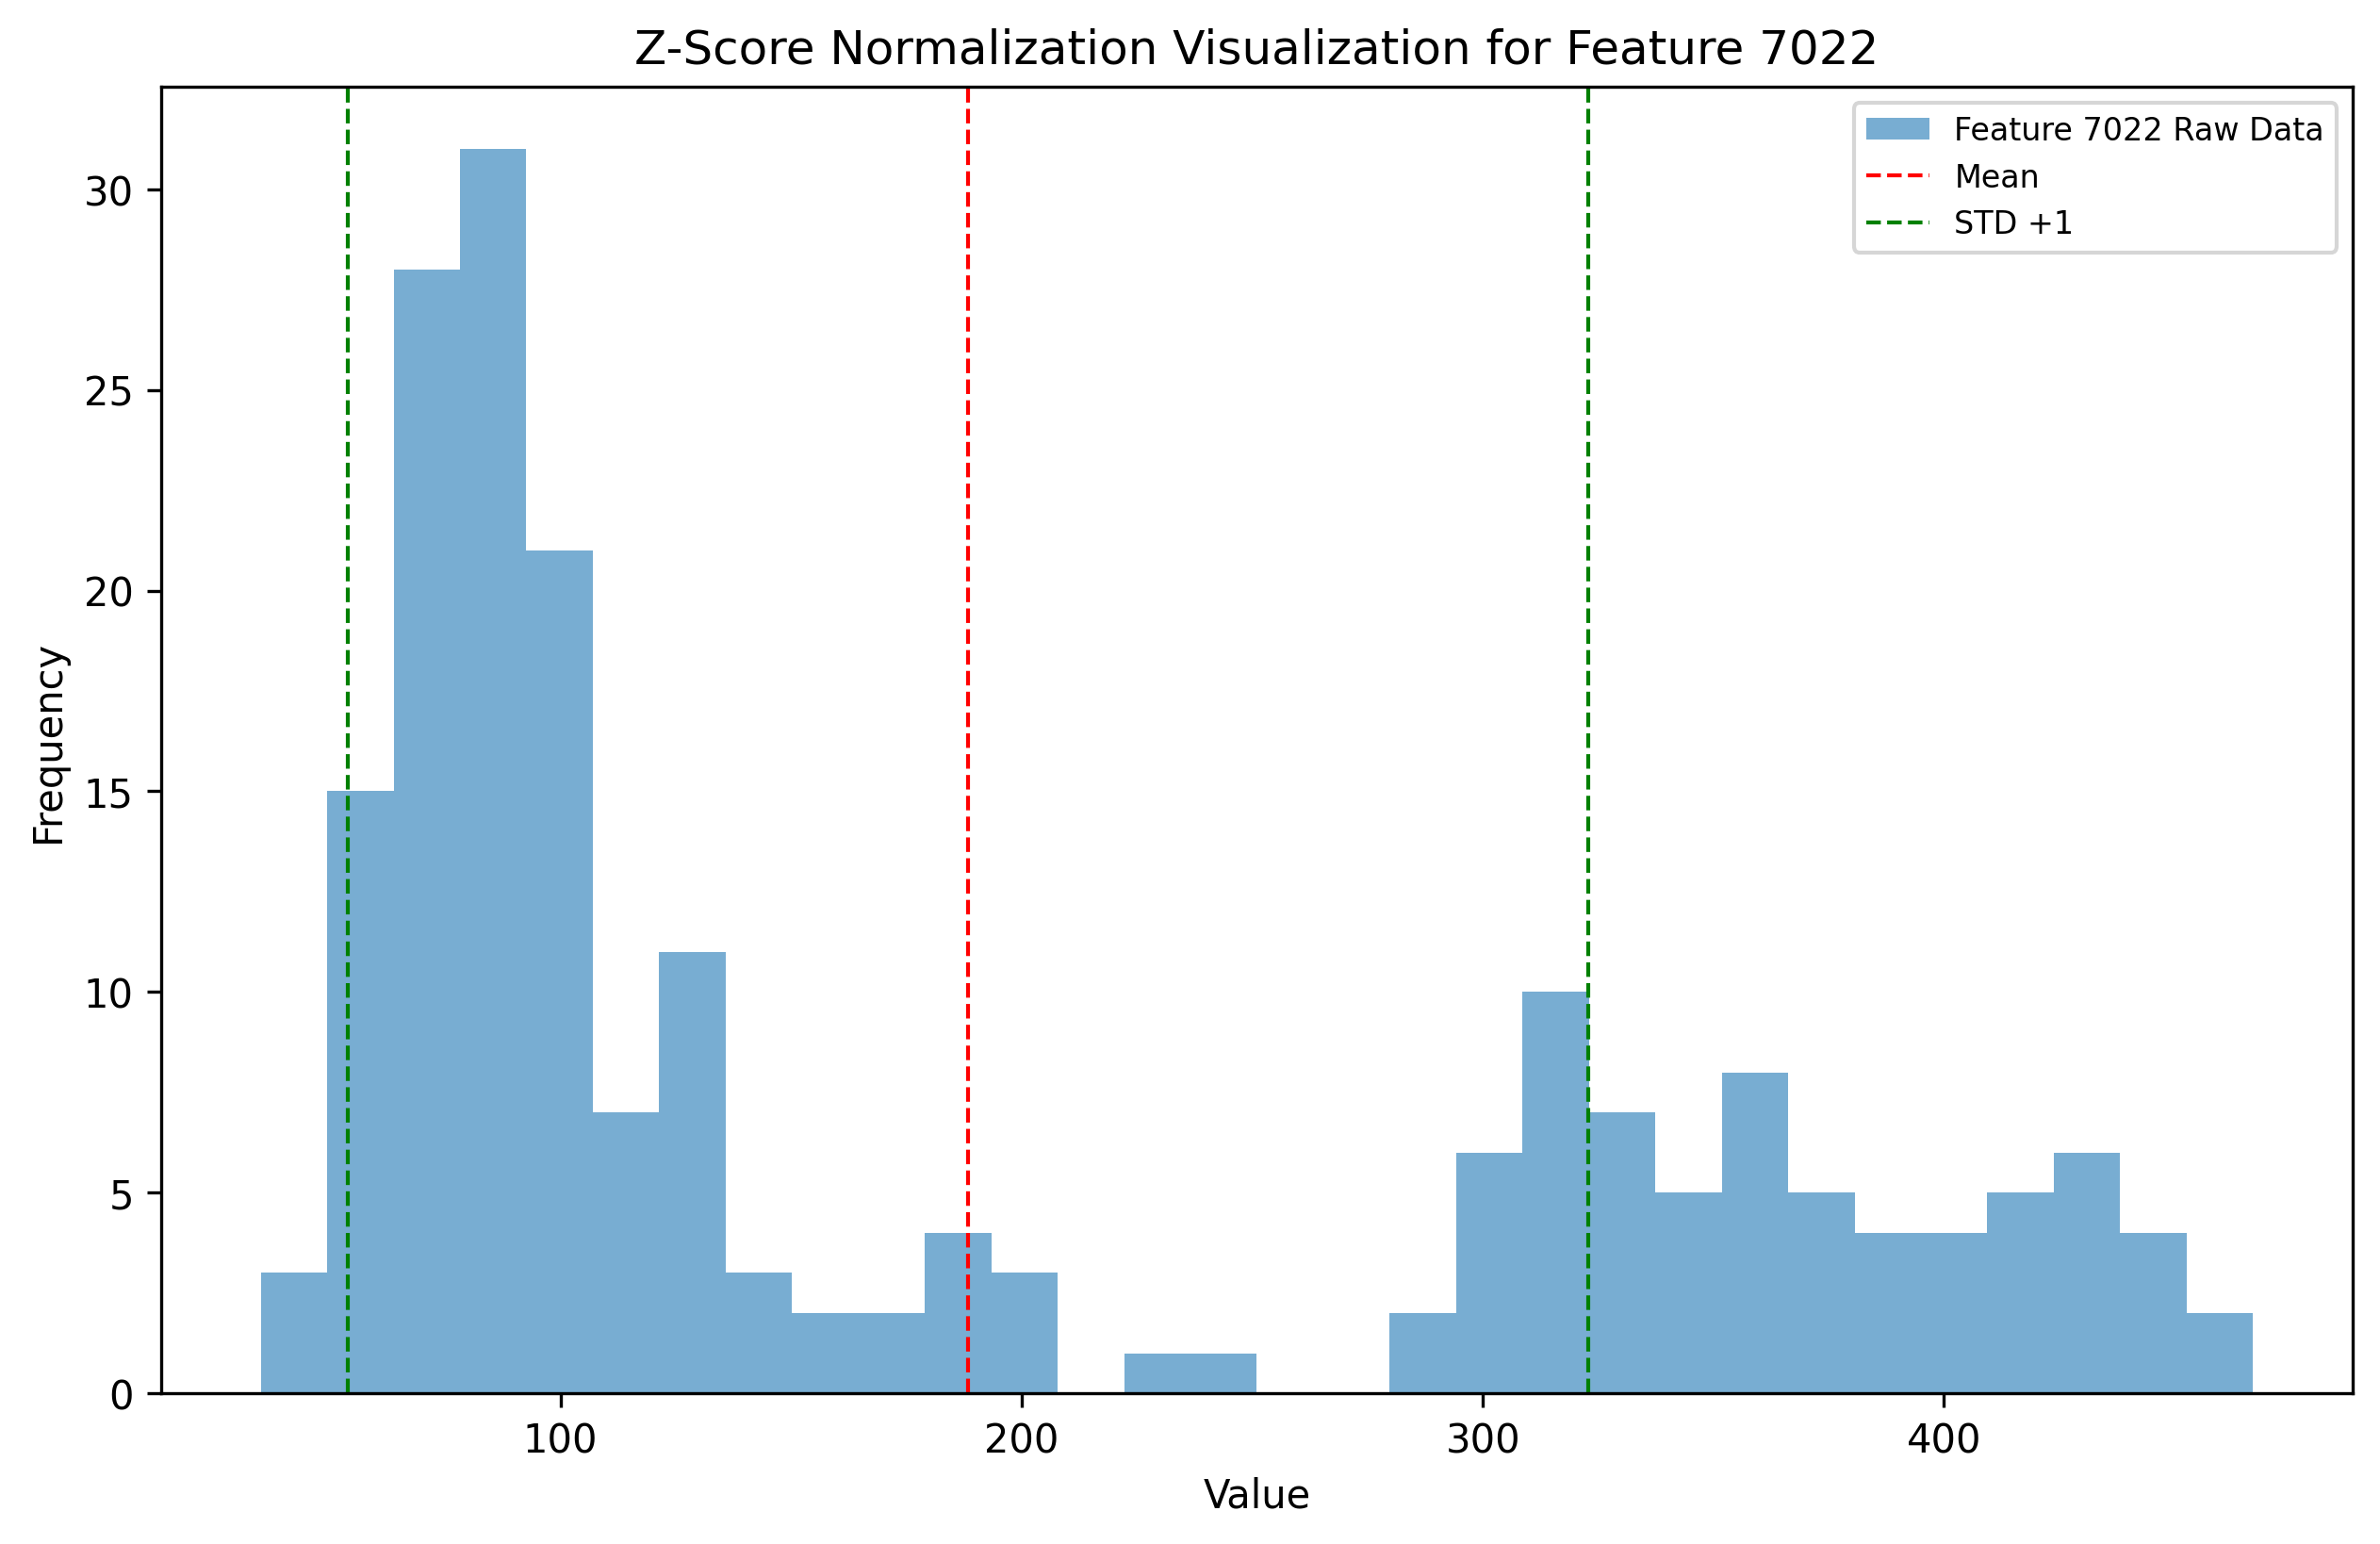 Z-Score Normalization Visualization for Feature 7022
Feature 7022 Raw Data
Mean
STD +1
30
25
20
15
10
5
0
Frequency
100
200
300
400
Value